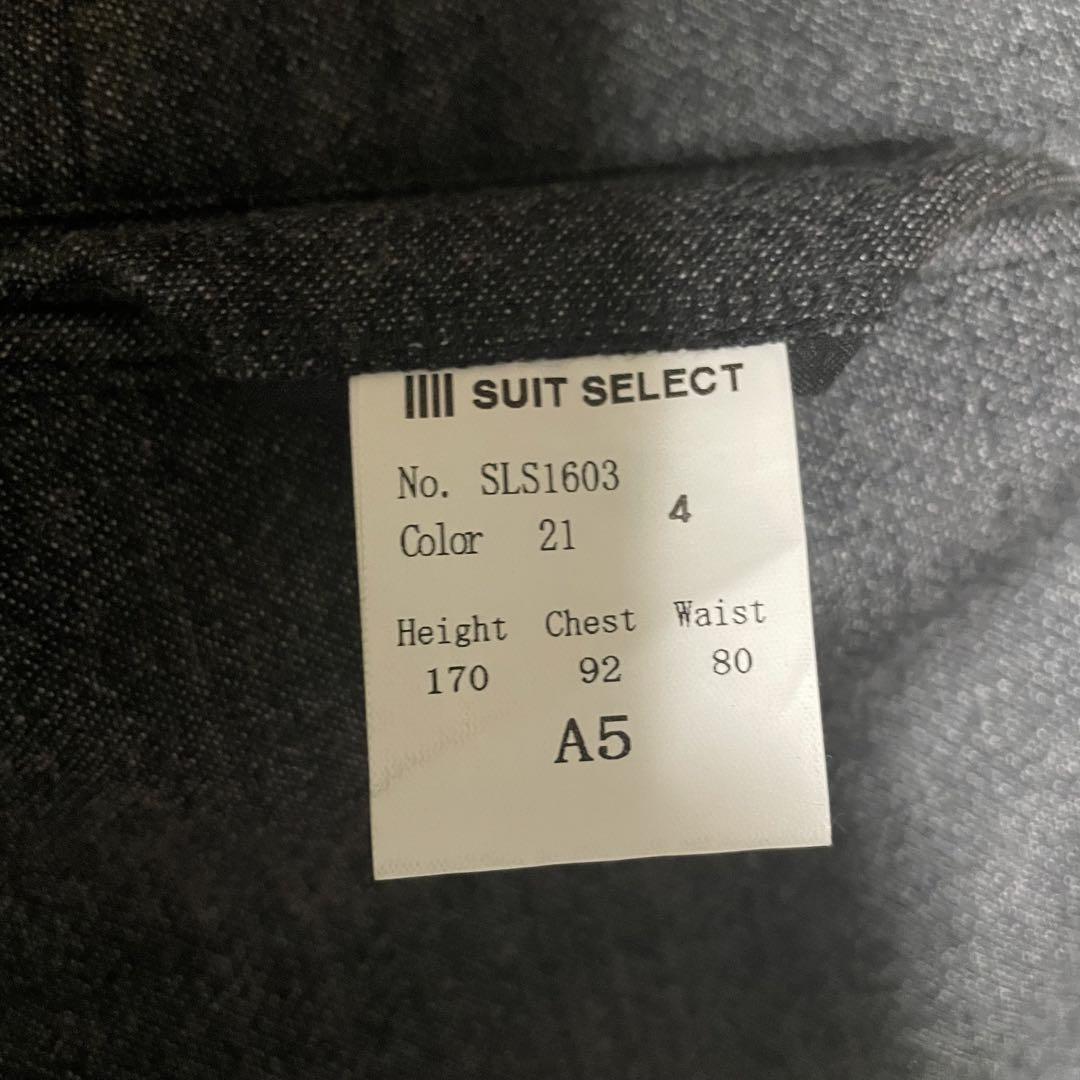 SUIT SELECT
No. SLS1603
Color 21 4
Height Chest Waist
170 92 80
A5